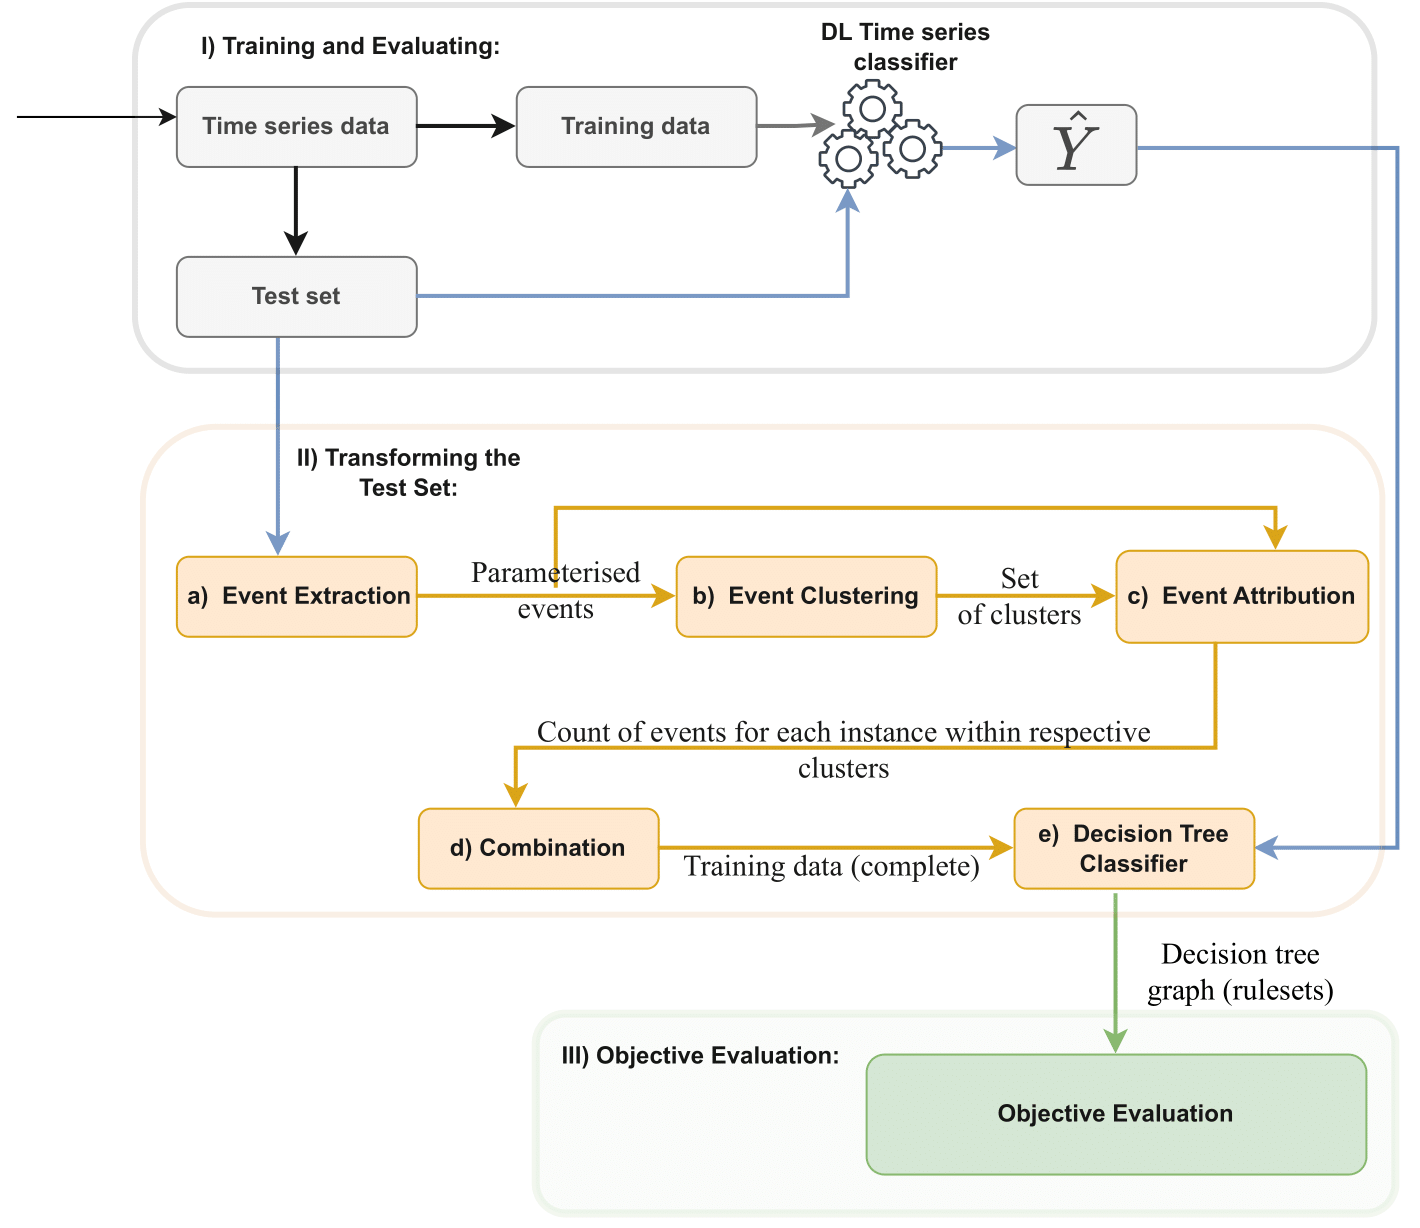 I) Training and Evaluating:
DL Time series
classifier
Time series data
Training data
Ŷ
Test set
II) Transforming the
Test Set:
a)  Event Extraction
Parameterised
events
b)  Event Clustering
Set
of clusters
c)  Event Attribution
Count of events for each instance within respective
clusters
d) Combination
Training data (complete)
e)  Decision Tree
Classifier
Decision tree
graph (rulesets)
III) Objective Evaluation:
Objective Evaluation